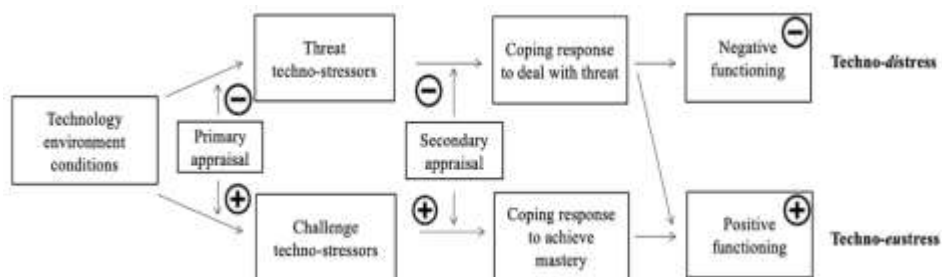 Threat
techno-stressors
Coping response
to deal with threat
Negative
functioning
Techno-distress
Technology
environment
conditions
Primary
appraisal
Secondary
appraisal
Challenge
techno-stressors
Coping response
to achieve
mastery
Positive
functioning
Techno-eustress